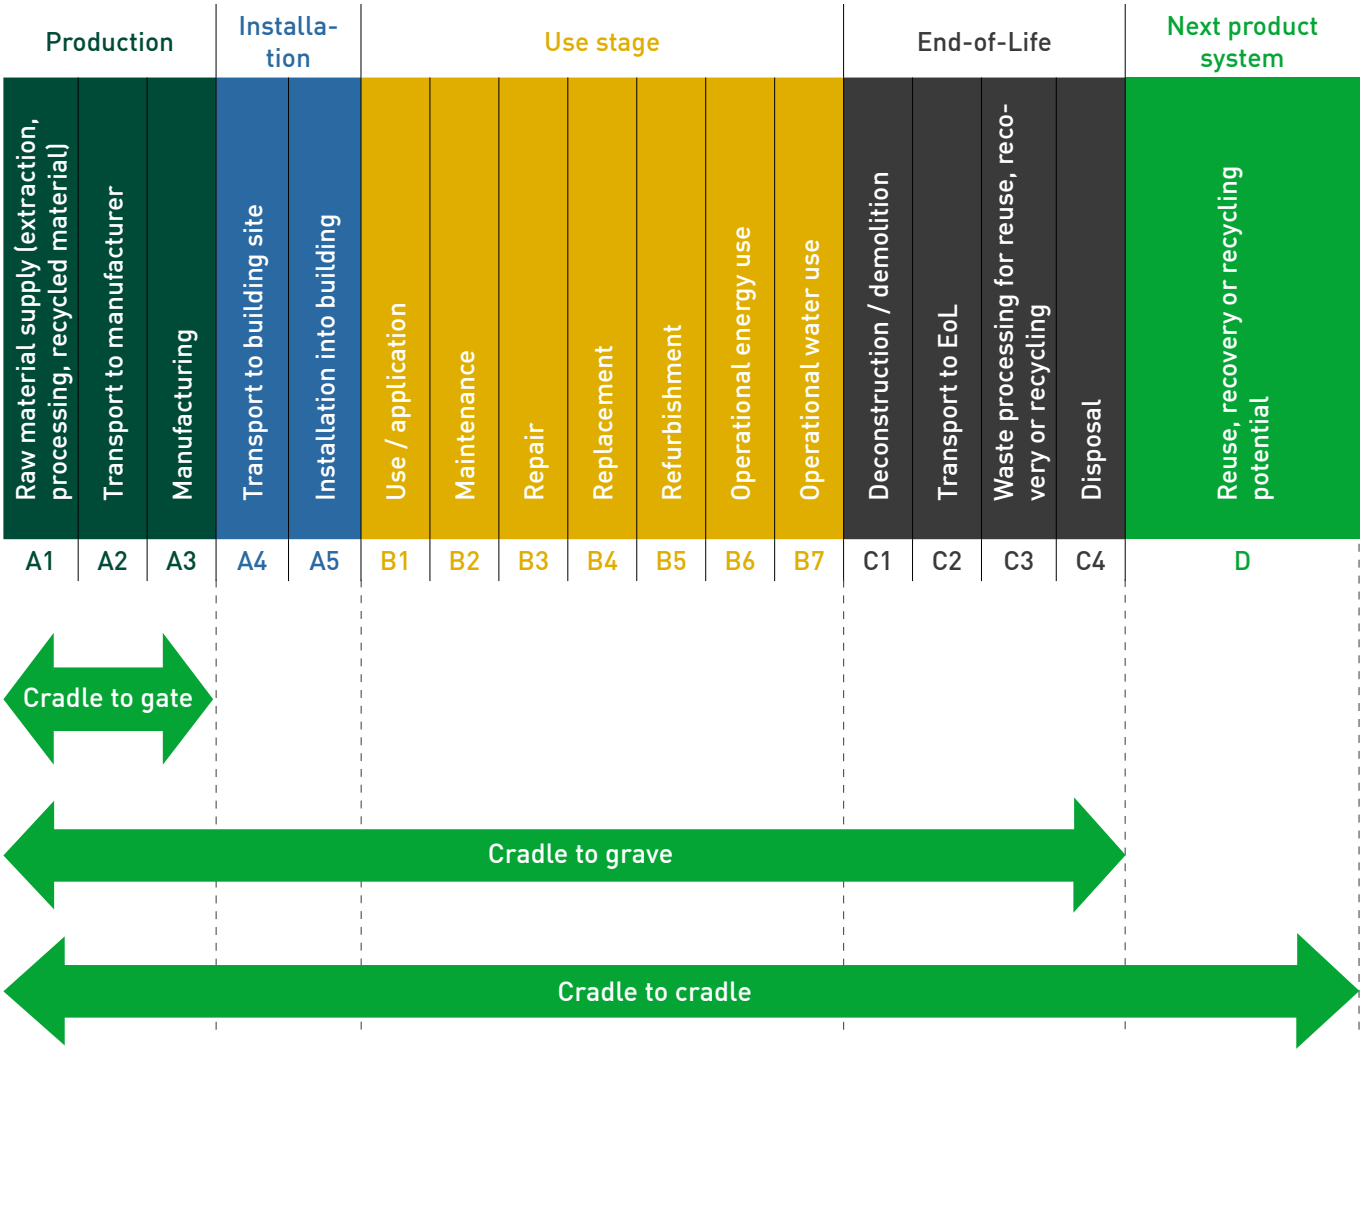 Production
Installa-
tion
Use stage
End-of-Life
Next product
system
Raw material supply (extraction,
processing, recycled material)
Transport to manufacturer
Manufacturing
Transport to building site
Installation into building
Use / application
Maintenance
Repair
Replacement
Refurbishment
Operational energy use
Operational water use
Deconstruction / demolition
Transport to EoL
Waste processing for reuse, reco-
very or recycling
Disposal
Reuse, recovery or recycling
potential
A1 A2 A3 A4 A5 B1 B2 B3 B4 B5 B6 B7 C1 C2 C3 C4 D
Cradle to gate
Cradle to grave
Cradle to cradle